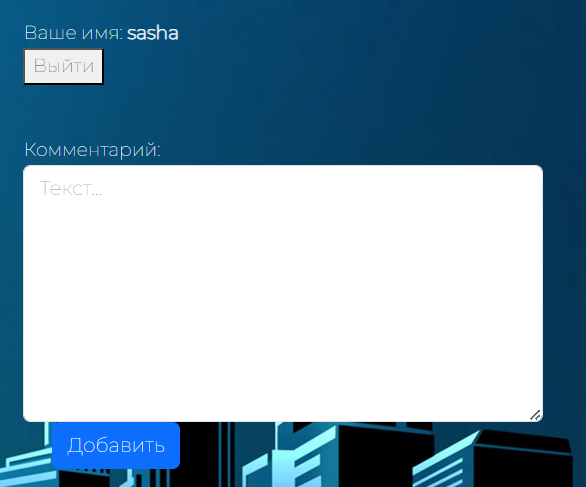 Ваше имя: sasha
Выйти
Комментарий:
Текст...
Добавить